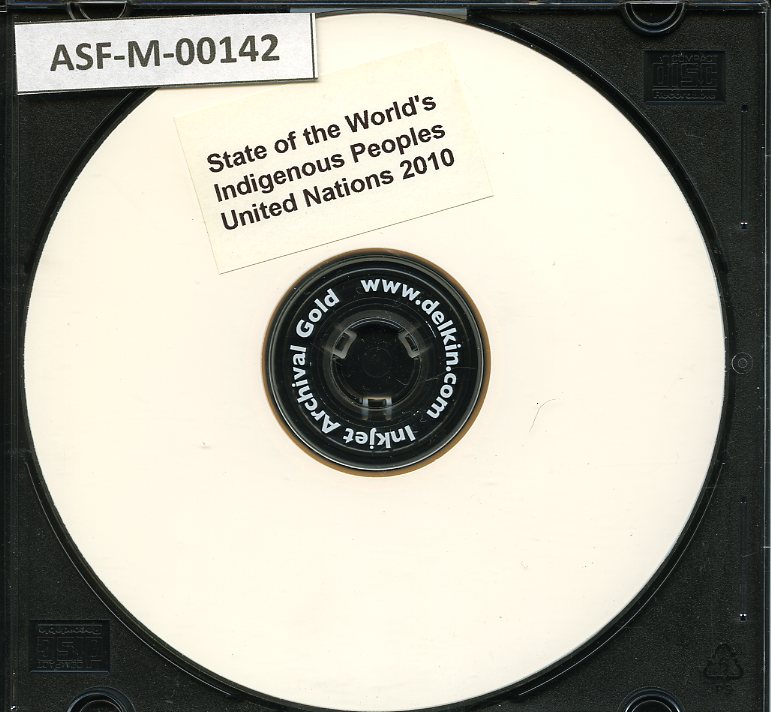 ASF-M-00142
State of the World's
Indigenous Peoples
United Nations 2010
www.delkin.com
Inkjet Archival Gold